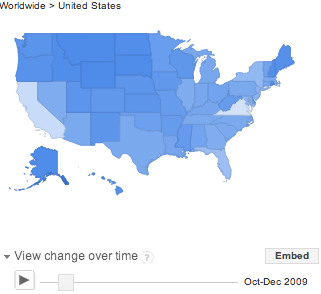 Worldwide > United States
View change over time ?
Embed
Oct-Dec 2009